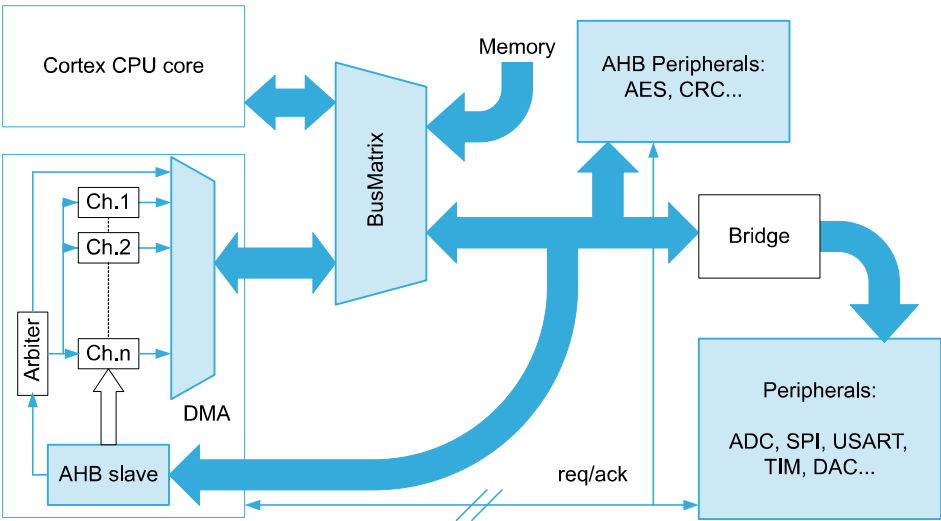 Cortex CPU core
Memory
AHB Peripherals:
AES, CRC...
BusMatrix
Ch.1
Ch.2
Ch.n
Arbiter
DMA
AHB slave
Bridge
Peripherals:
ADC, SPI, USART,
TIM, DAC...
req/ack